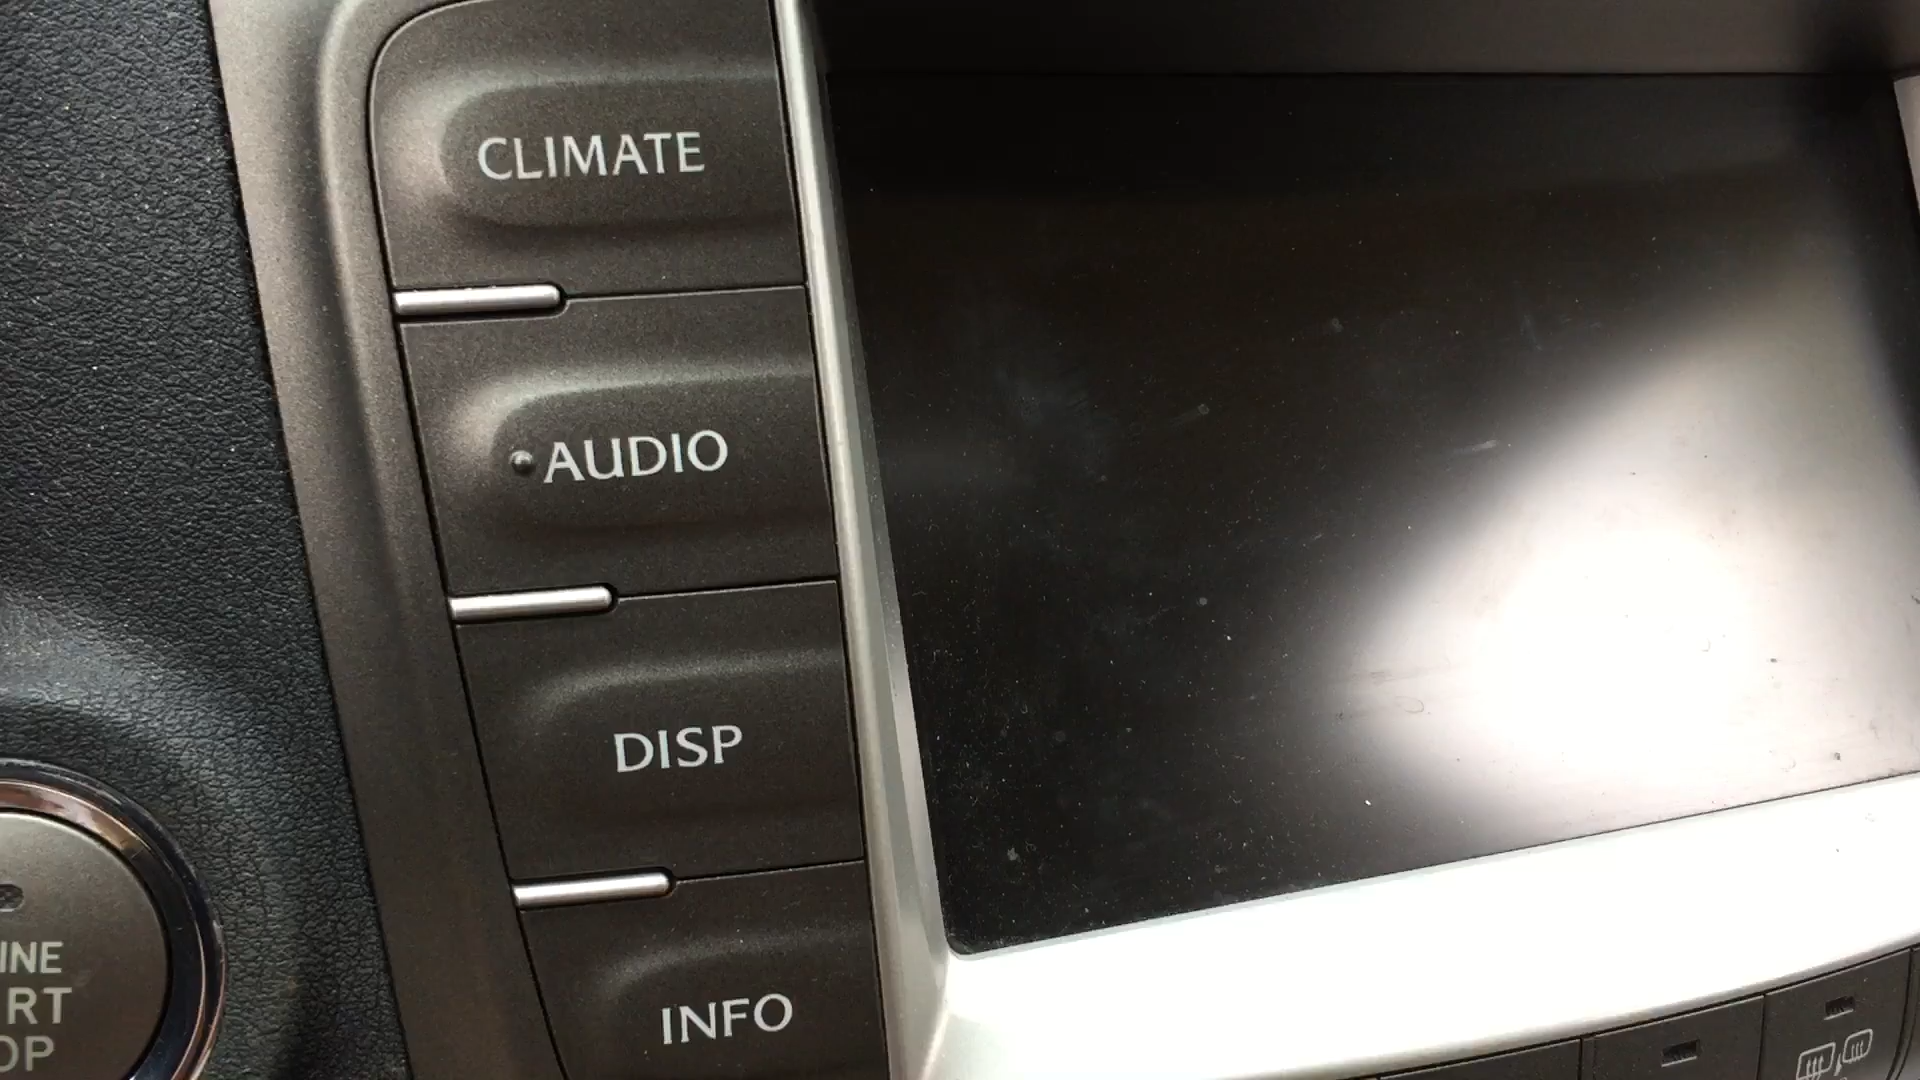 CLIMATE
AUDIO
DISP
INFO
INE
RT
OP